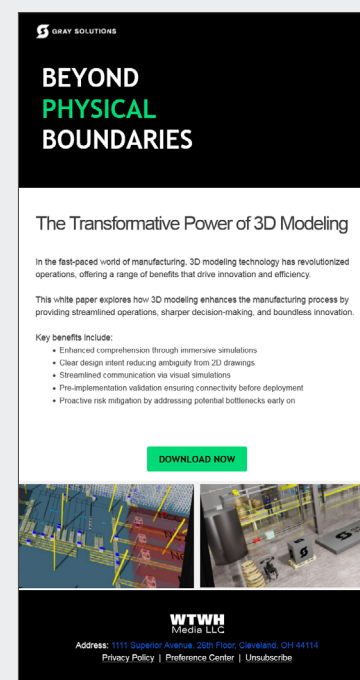 GRAY SOLUTIONS
BEYOND
PHYSICAL
BOUNDARIES
The Transformative Power of 3D Modeling
In the fast-paced world of manufacturing, 3D modeling technology has revolutionized
operations, offering a range of benefits that drive innovation and efficiency.
This white paper explores how 3D modeling enhances the manufacturing process by
providing streamlined operations, sharper decision-making, and boundless innovation.
Key benefits include:
• Enhanced comprehension through immersive simulations
• Clear design intent reducing ambiguity from 2D drawings
• Streamlined communication via visual simulations
• Pre-implementation validation ensuring connectivity before deployment
• Proactive risk mitigation by addressing potential bottlenecks early on
DOWNLOAD NOW
WTWH
Media LLC
Address: 1111 Superior Avenue, 26th Floor, Cleveland, OH 44114
Privacy Policy | Preference Center | Unsubscribe